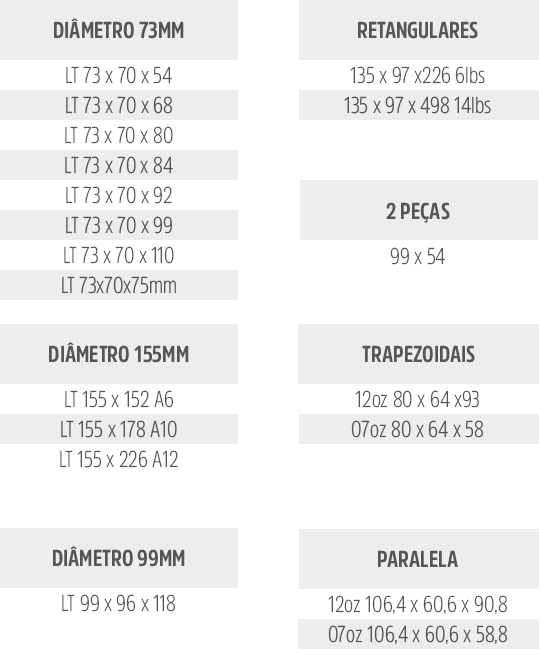 DIÂMETRO 73MM
LT 73 x 70 x 54
LT 73 x 70 x 68
LT 73 x 70 x 80
LT 73 x 70 x 84
LT 73 x 70 x 92
LT 73 x 70 x 99
LT 73 x 70 x 110
LT 73x70x75mm
DIÂMETRO 155MM
LT 155 x 152 A6
LT 155 x 178 A10
LT 155 x 226 A12
DIÂMETRO 99MM
LT 99 x 96 x 118
RETANGULARES
135 x 97 x226 6lbs
135 x 97 x 498 14lbs
2 PEÇAS
99 x 54
TRAPEZOIDAIS
12oz 80 x 64 x93
07oz 80 x 64 x 58
PARALELA
12oz 106,4 x 60,6 x 90,8
07oz 106,4 x 60,6 x 58,8